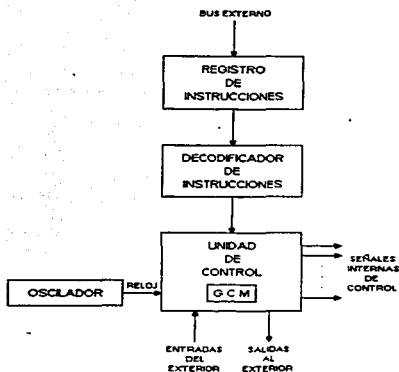 BUS EXTERNO
REGISTRO
DE
INSTRUCCIONES
DECODIFICADOR
DE
INSTRUCCIONES
UNIDAD
DE
CONTROL
GCM
SEÑALES
INTERNAS
DE
CONTROL
OSCILADOR
RELOJ
ENTRADAS
DEL
EXTERIOR
SALIDAS
AL
EXTERIOR